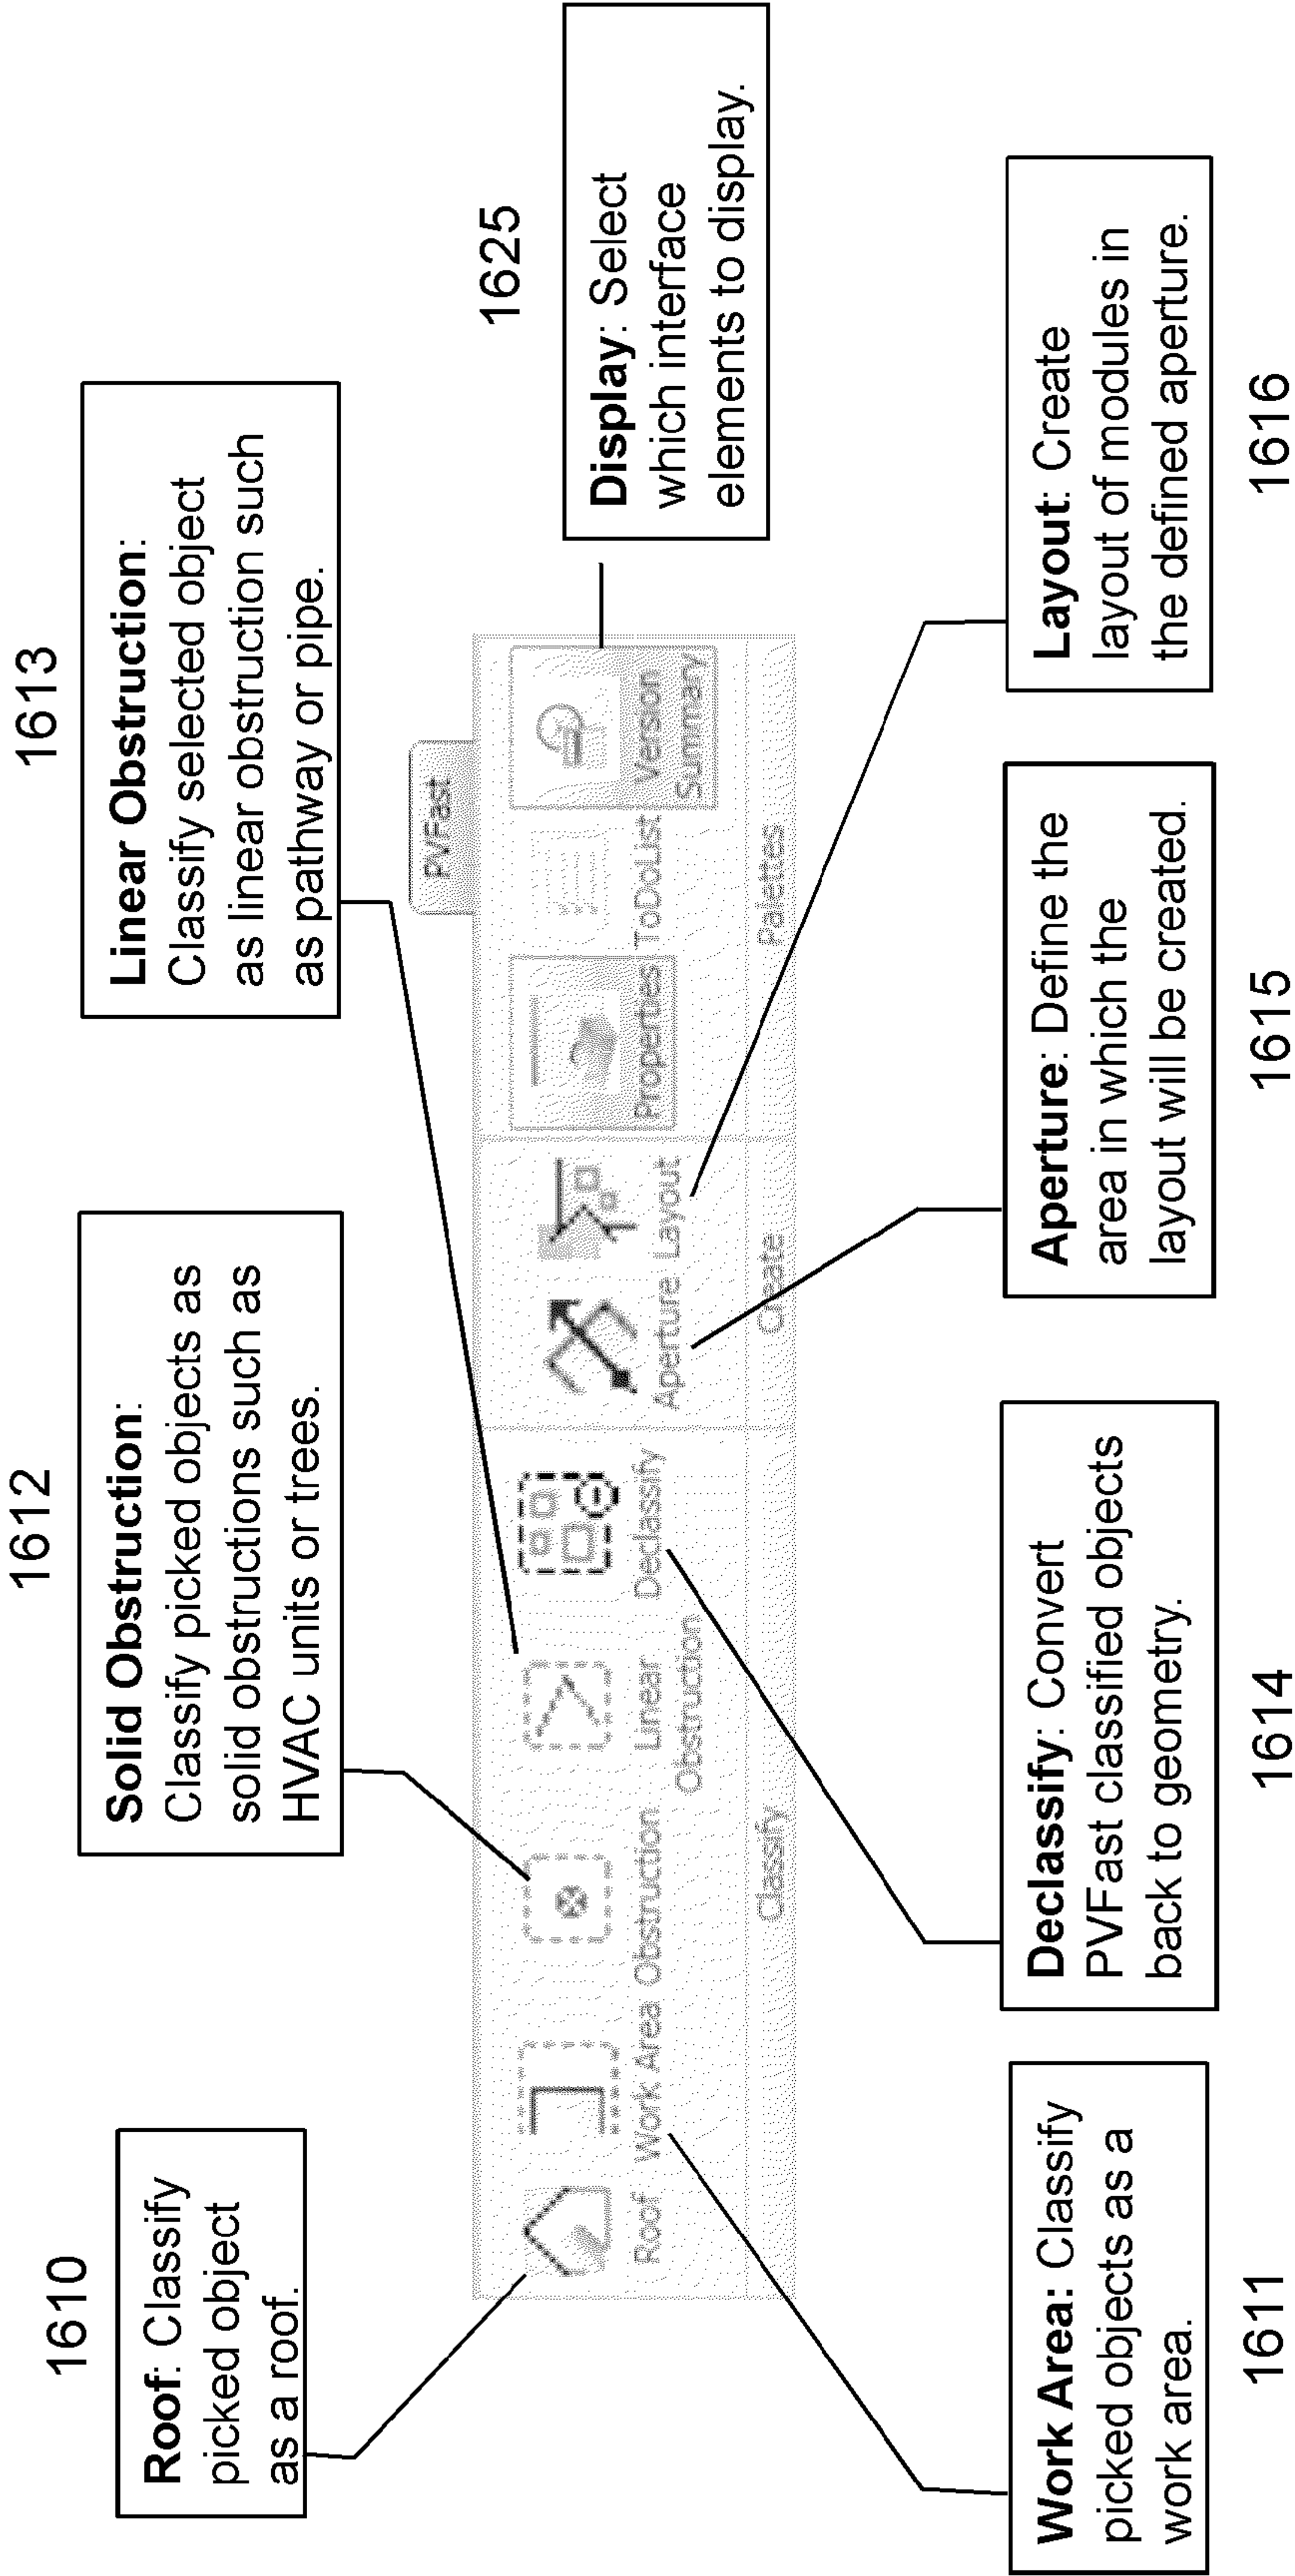 1610
Roof: Classify
picked object
as a roof.
1612
Solid Obstruction:
Classify picked objects as
solid obstructions such as
HVAC units or trees.
1613
Linear Obstruction:
Classify selected object
as linear obstruction such
as pathway or pipe.
1625
Display: Select
which interface
elements to display.
PVFast
Roof
Work Area
Obstruction
Linear
Obstruction
Declassify
Aperture
Layout
Properties
ToDoList
Version
Summary
Classify
Create
Palettes
Work Area: Classify
picked objects as a
work area.
1611
Declassify: Convert
PVFast classified objects
back to geometry.
1614
Aperture: Define the
area in which the
layout will be created.
1615
Layout: Create
layout of modules in
the defined aperture.
1616